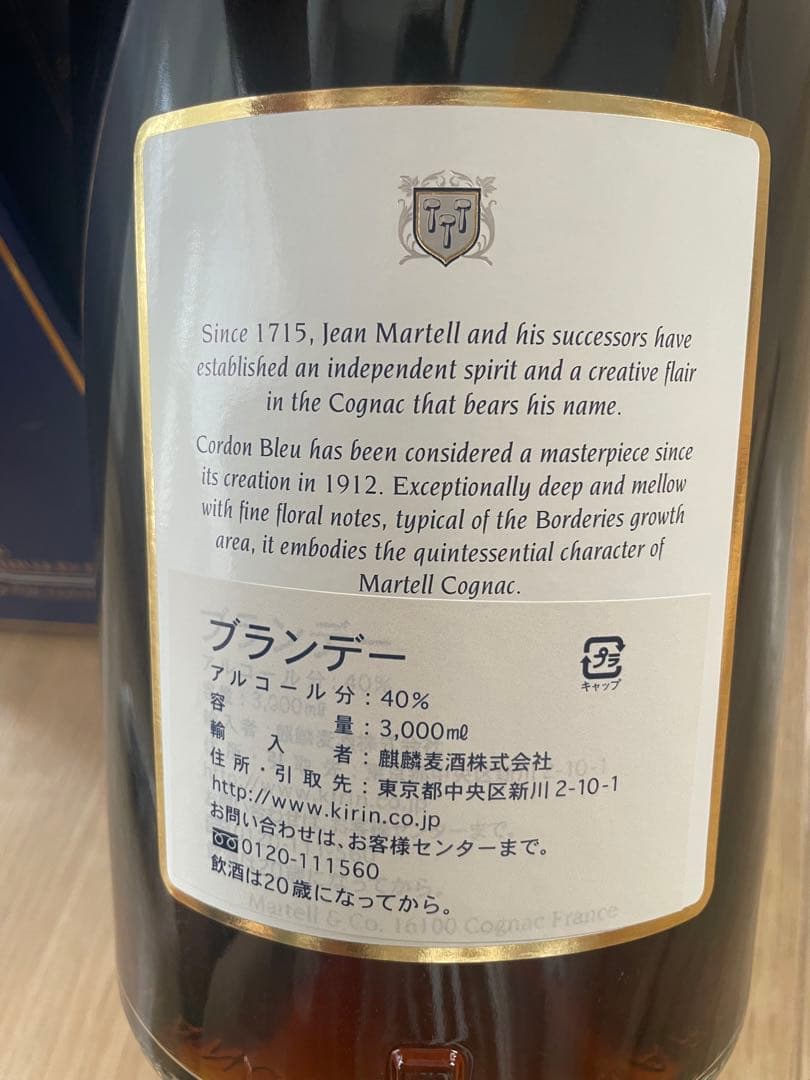 Since 1715, Jean Martell and his successors have
established an independent spirit and a creative flair
in the Cognac that bears his name.
Cordon Bleu has been considered a masterpiece since
its creation in 1912. Exceptionally deep and mellow
with fine floral notes, typical of the Borderies growth
area, it embodies the quintessential character of
Martell Cognac.
ブランデー
プラ
キャップ
アルコール分：40%
容量：3,000㎖
輸入者：麒麟麦酒株式会社
住所・引取先：東京都中央区新川2-10-1
http://www.kirin.co.jp
お問い合わせは、お客様センターまで。
0120-111560
飲酒は20歳になってから。
Martell & Co. 16100 Cognac France